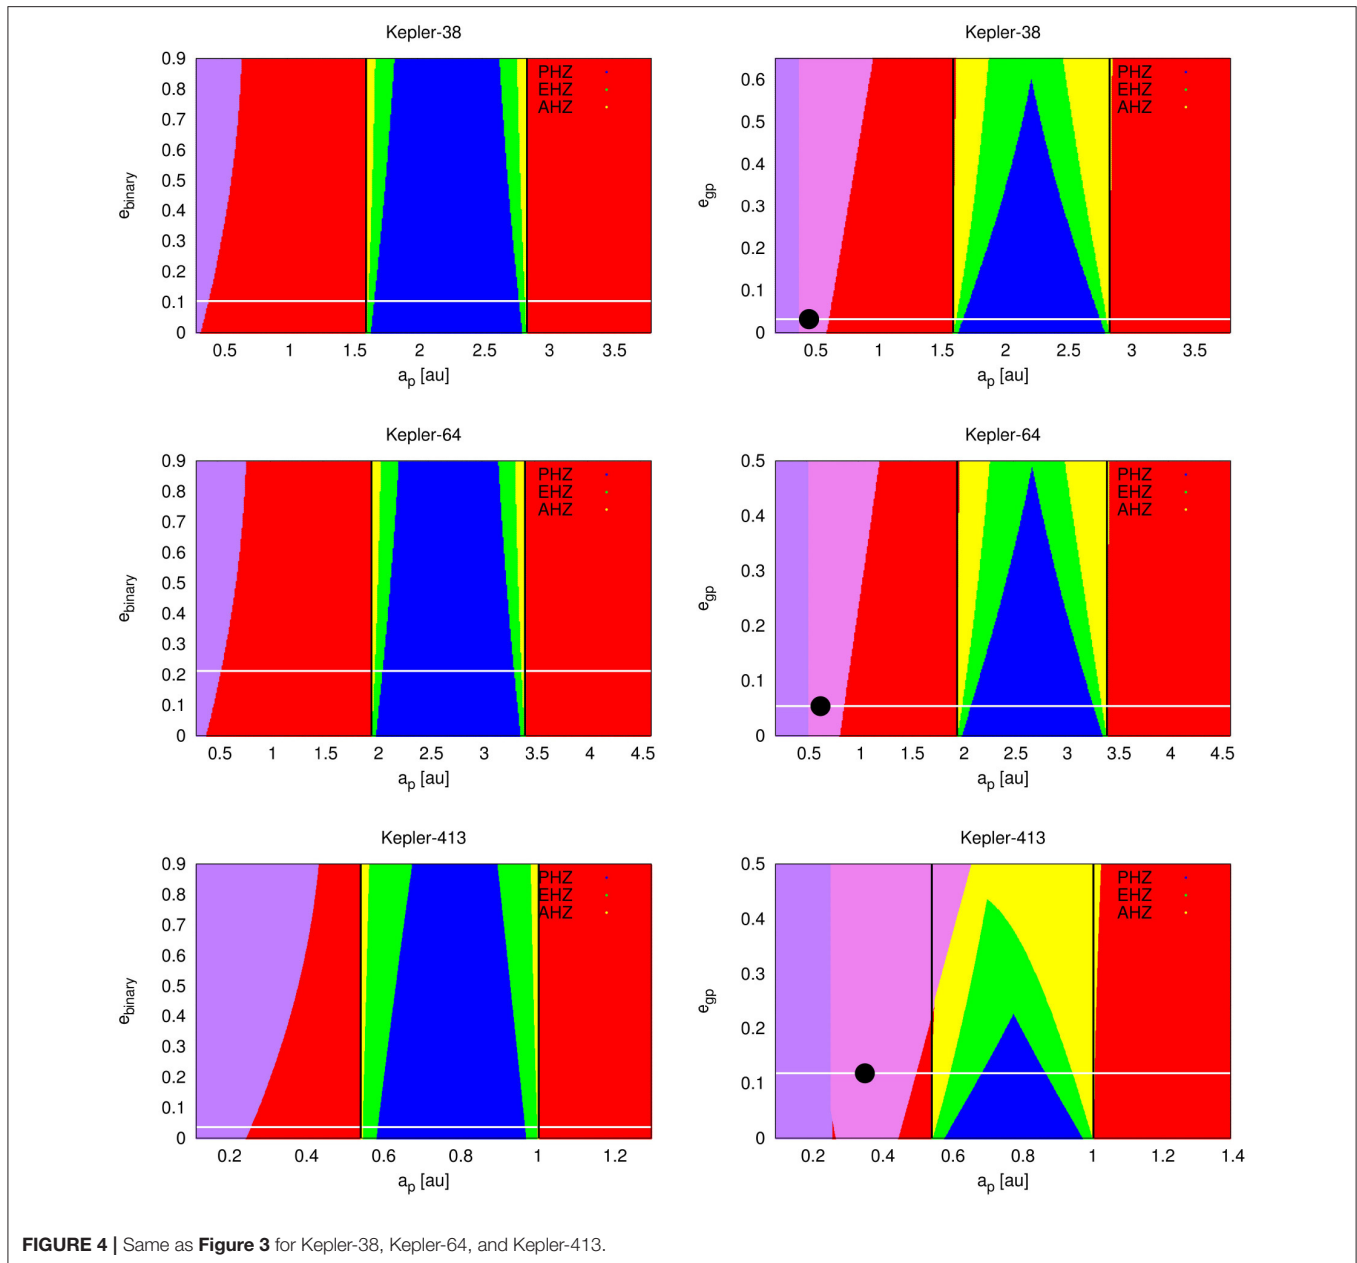 Kepler-38
0.9
0.8
0.7
0.6
0.5
0.4
0.3
0.2
0.1
0
e_binary
PHZ
EHZ
AHZ
0.5 1 1.5 2 2.5 3 3.5
a_p [au]
Kepler-38
0.6
0.5
0.4
0.3
0.2
0.1
0
e_gp
PHZ
EHZ
AHZ
0.5 1 1.5 2 2.5 3 3.5
a_p [au]
Kepler-64
0.9
0.8
0.7
0.6
0.5
0.4
0.3
0.2
0.1
0
e_binary
PHZ
EHZ
AHZ
0.5 1 1.5 2 2.5 3 3.5 4 4.5
a_p [au]
Kepler-64
0.5
0.4
0.3
0.2
0.1
0
e_gp
PHZ
EHZ
AHZ
0.5 1 1.5 2 2.5 3 3.5 4 4.5
a_p [au]
Kepler-413
0.9
0.8
0.7
0.6
0.5
0.4
0.3
0.2
0.1
0
e_binary
PHZ
EHZ
AHZ
0.2 0.4 0.6 0.8 1 1.2
a_p [au]
Kepler-413
0.5
0.4
0.3
0.2
0.1
0
e_gp
PHZ
EHZ
AHZ
0.2 0.4 0.6 0.8 1 1.2 1.4
a_p [au]
FIGURE 4 | Same as Figure 3 for Kepler-38, Kepler-64, and Kepler-413.